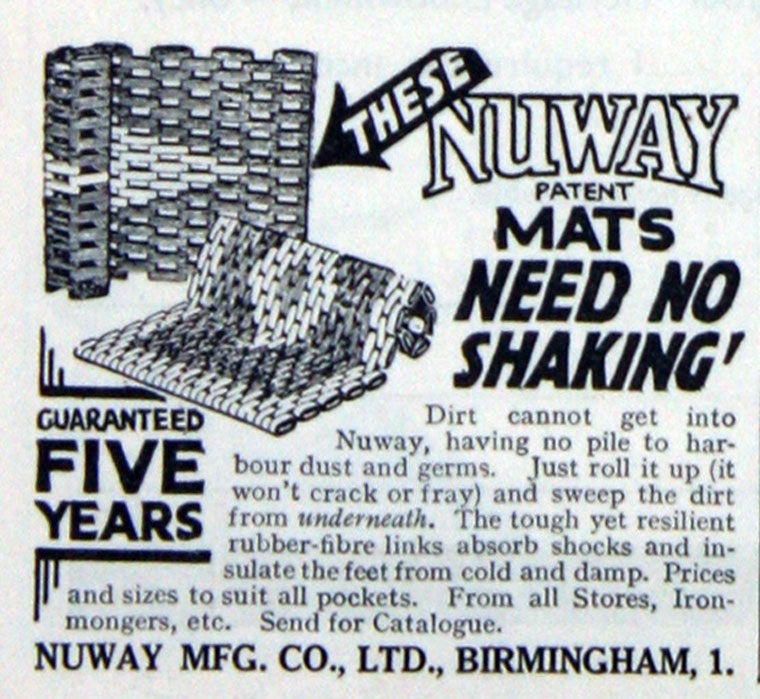 THESE
NUWAY
PATENT
MATS
NEED NO
SHAKING'
GUARANTEED
FIVE
YEARS
Dirt cannot get into
Nuway, having no pile to har-
bour dust and germs. Just roll it up (it
won't crack or fray) and sweep the dirt
from underneath. The tough yet resilient
rubber-fibre links absorb shocks and in-
sulate the feet from cold and damp. Prices
and sizes to suit all pockets. From all Stores, Iron-
mongers, etc. Send for Catalogue.
NUWAY MFG. CO., LTD., BIRMINGHAM, 1.